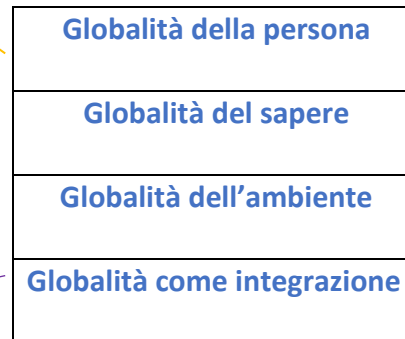 Globalità della persona
Globalità del sapere
Globalità dell’ambiente
Globalità come integrazione